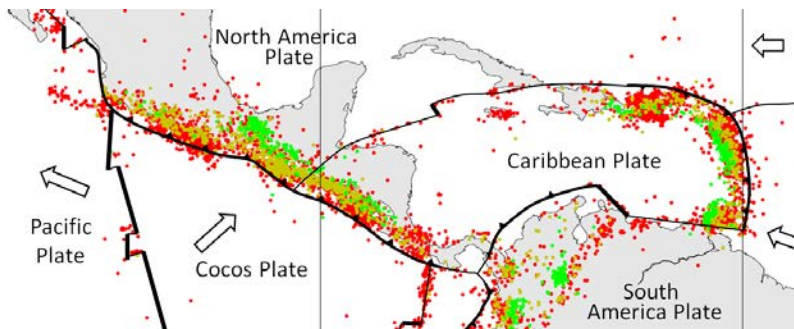 North America
Plate
Caribbean Plate
Pacific
Plate
Cocos Plate
South
America Plate